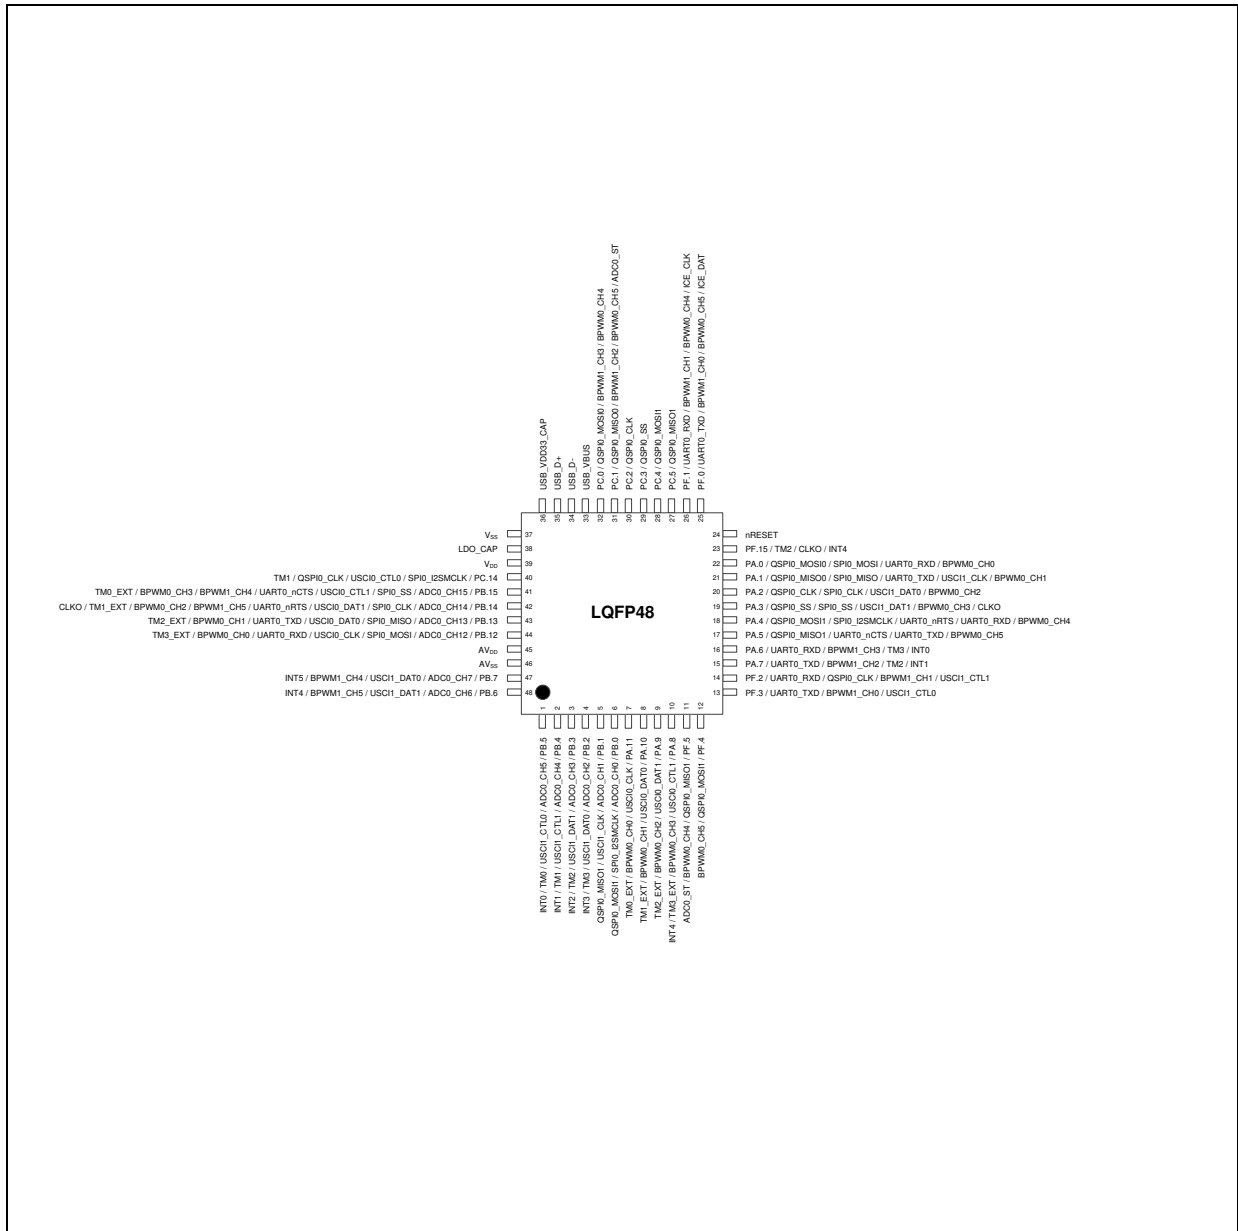 USB_VDD33_CAP
USB_D+
USB_D-
USB_VBUS
PC.0 / QSPI0_MOSI0 / BPWM1_CH3 / BPWM0_CH4
PC.1 / QSPI0_MISO0 / BPWM1_CH2 / BPWM0_CH5 / ADC0_ST
PC.2 / QSPI0_CLK
PC.3 / QSPI0_SS
PC.4 / QSPI0_MOSI1
PC.5 / QSPI0_MISO1
PF.1 / UART0_RXD / BPWM1_CH1 / BPWM0_CH4 / ICE_CLK
PF.0 / UART0_TXD / BPWM1_CH0 / BPWM0_CH5 / ICE_DAT
36
35
34
33
32
31
30
29
28
27
26
25
VSS 37
LDO_CAP 38
VDD 39
TM1 / QSPI0_CLK / USCI0_CTL0 / SPI0_I2SMCLK / PC.14 40
TM0_EXT / BPWM0_CH3 / BPWM1_CH4 / UART0_nCTS / USCI0_CTL1 / SPI0_SS / ADC0_CH15 / PB.15 41
CLKO / TM1_EXT / BPWM0_CH2 / BPWM1_CH5 / UART0_nRTS / USCI0_DAT1 / SPI0_CLK / ADC0_CH14 / PB.14 42
TM2_EXT / BPWM0_CH1 / UART0_TXD / USCI0_DAT0 / SPI0_MISO / ADC0_CH13 / PB.13 43
TM3_EXT / BPWM0_CH0 / UART0_RXD / USCI0_CLK / SPI0_MOSI / ADC0_CH12 / PB.12 44
AVDD 45
AVSS 46
INT5 / BPWM1_CH4 / USCI1_DAT0 / ADC0_CH7 / PB.7 47
INT4 / BPWM1_CH5 / USCI1_DAT1 / ADC0_CH6 / PB.6 48
LQFP48
24 nRESET
23 PF.15 / TM2 / CLKO / INT4
22 PA.0 / QSPI0_MOSI0 / SPI0_MOSI / UART0_RXD / BPWM0_CH0
21 PA.1 / QSPI0_MISO0 / SPI0_MISO / UART0_TXD / USCI1_CLK / BPWM0_CH1
20 PA.2 / QSPI0_CLK / SPI0_CLK / USCI1_DAT0 / BPWM0_CH2
19 PA.3 / QSPI0_SS / SPI0_SS / USCI1_DAT1 / BPWM0_CH3 / CLKO
18 PA.4 / QSPI0_MOSI1 / SPI0_I2SMCLK / UART0_nRTS / UART0_RXD / BPWM0_CH4
17 PA.5 / QSPI0_MISO1 / UART0_nCTS / UART0_TXD / BPWM0_CH5
16 PA.6 / UART0_RXD / BPWM1_CH3 / TM3 / INT0
15 PA.7 / UART0_TXD / BPWM1_CH2 / TM2 / INT1
14 PF.2 / UART0_RXD / QSPI0_CLK / BPWM1_CH1 / USCI1_CTL1
13 PF.3 / UART0_TXD / BPWM1_CH0 / USCI1_CTL0
1
2
3
4
5
6
7
8
9
10
11
12
INT0 / TM0 / USCI1_CTL0 / ADC0_CH5 / PB.5
INT1 / TM1 / USCI1_CTL1 / ADC0_CH4 / PB.4
INT2 / TM2 / USCI1_DAT1 / ADC0_CH3 / PB.3
INT3 / TM3 / USCI1_DAT0 / ADC0_CH2 / PB.2
QSPI0_MISO1 / USCI1_CLK / ADC0_CH1 / PB.1
QSPI0_MOSI1 / SPI0_I2SMCLK / ADC0_CH0 / PB.0
TM0_EXT / BPWM0_CH0 / USCI0_CLK / PA.11
TM1_EXT / BPWM0_CH1 / USCI0_DAT0 / PA.10
TM2_EXT / BPWM0_CH2 / USCI0_DAT1 / PA.9
INT4 / TM3_EXT / BPWM0_CH3 / USCI0_CTL1 / PA.8
ADC0_ST / BPWM0_CH4 / QSPI0_MISO1 / PF.5
BPWM0_CH5 / QSPI0_MOSI1 / PF.4